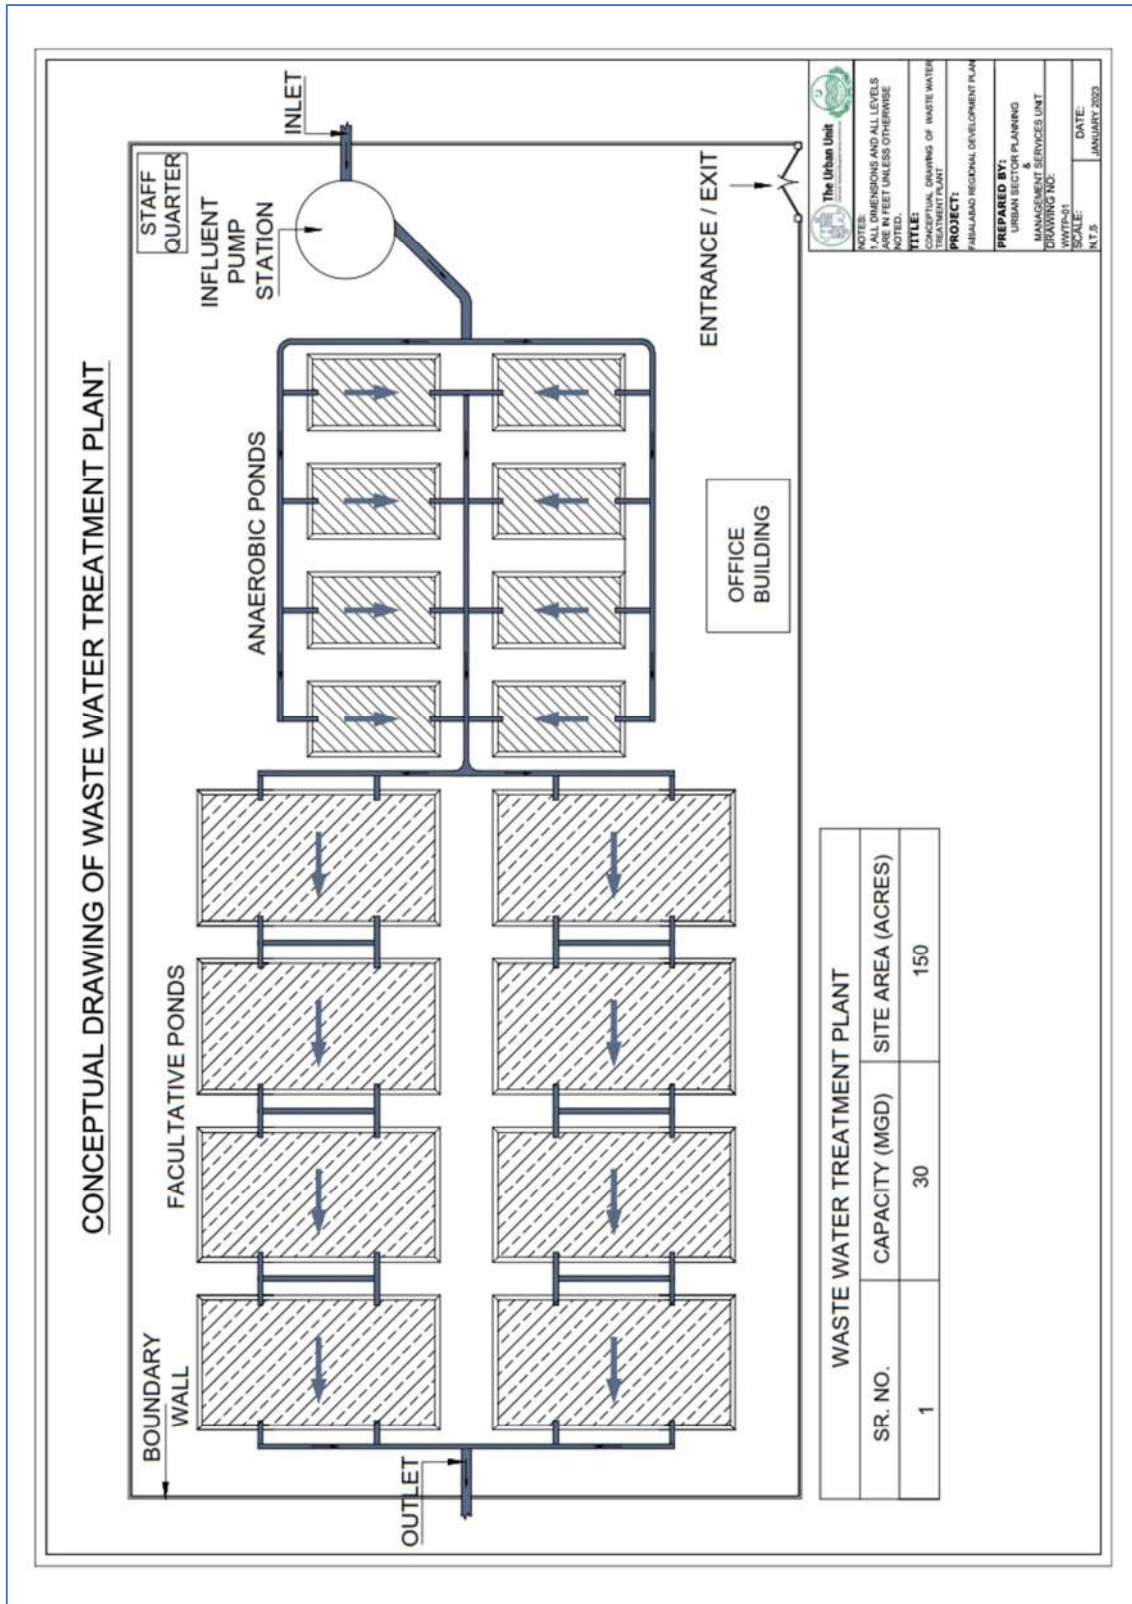 CONCEPTUAL DRAWING OF WASTE WATER TREATMENT PLANT
BOUNDARY
WALL
FACULTATIVE PONDS
ANAEROBIC PONDS
STAFF
QUARTER
INFLUENT
PUMP
STATION
INLET
OUTLET
OFFICE
BUILDING
ENTRANCE / EXIT
WASTE WATER TREATMENT PLANT
SR. NO. CAPACITY (MGD) SITE AREA (ACRES)
1 30 150
The Urban Unit
NOTES:
1.ALL DIMENSIONS AND ALL LEVELS
ARE IN FEET UNLESS OTHERWISE
NOTED.
TITLE:
CONCEPTUAL DRAWING OF WASTE WATER
TREATMENT PLANT
PROJECT:
FAISALABAD REGIONAL DEVELOPMENT PLAN
PREPARED BY:
URBAN SECTOR PLANNING
&
MANAGEMENT SERVICES UNIT
DRAWING NO:
WWTP-01
SCALE: DATE:
N.T.S JANUARY 2023